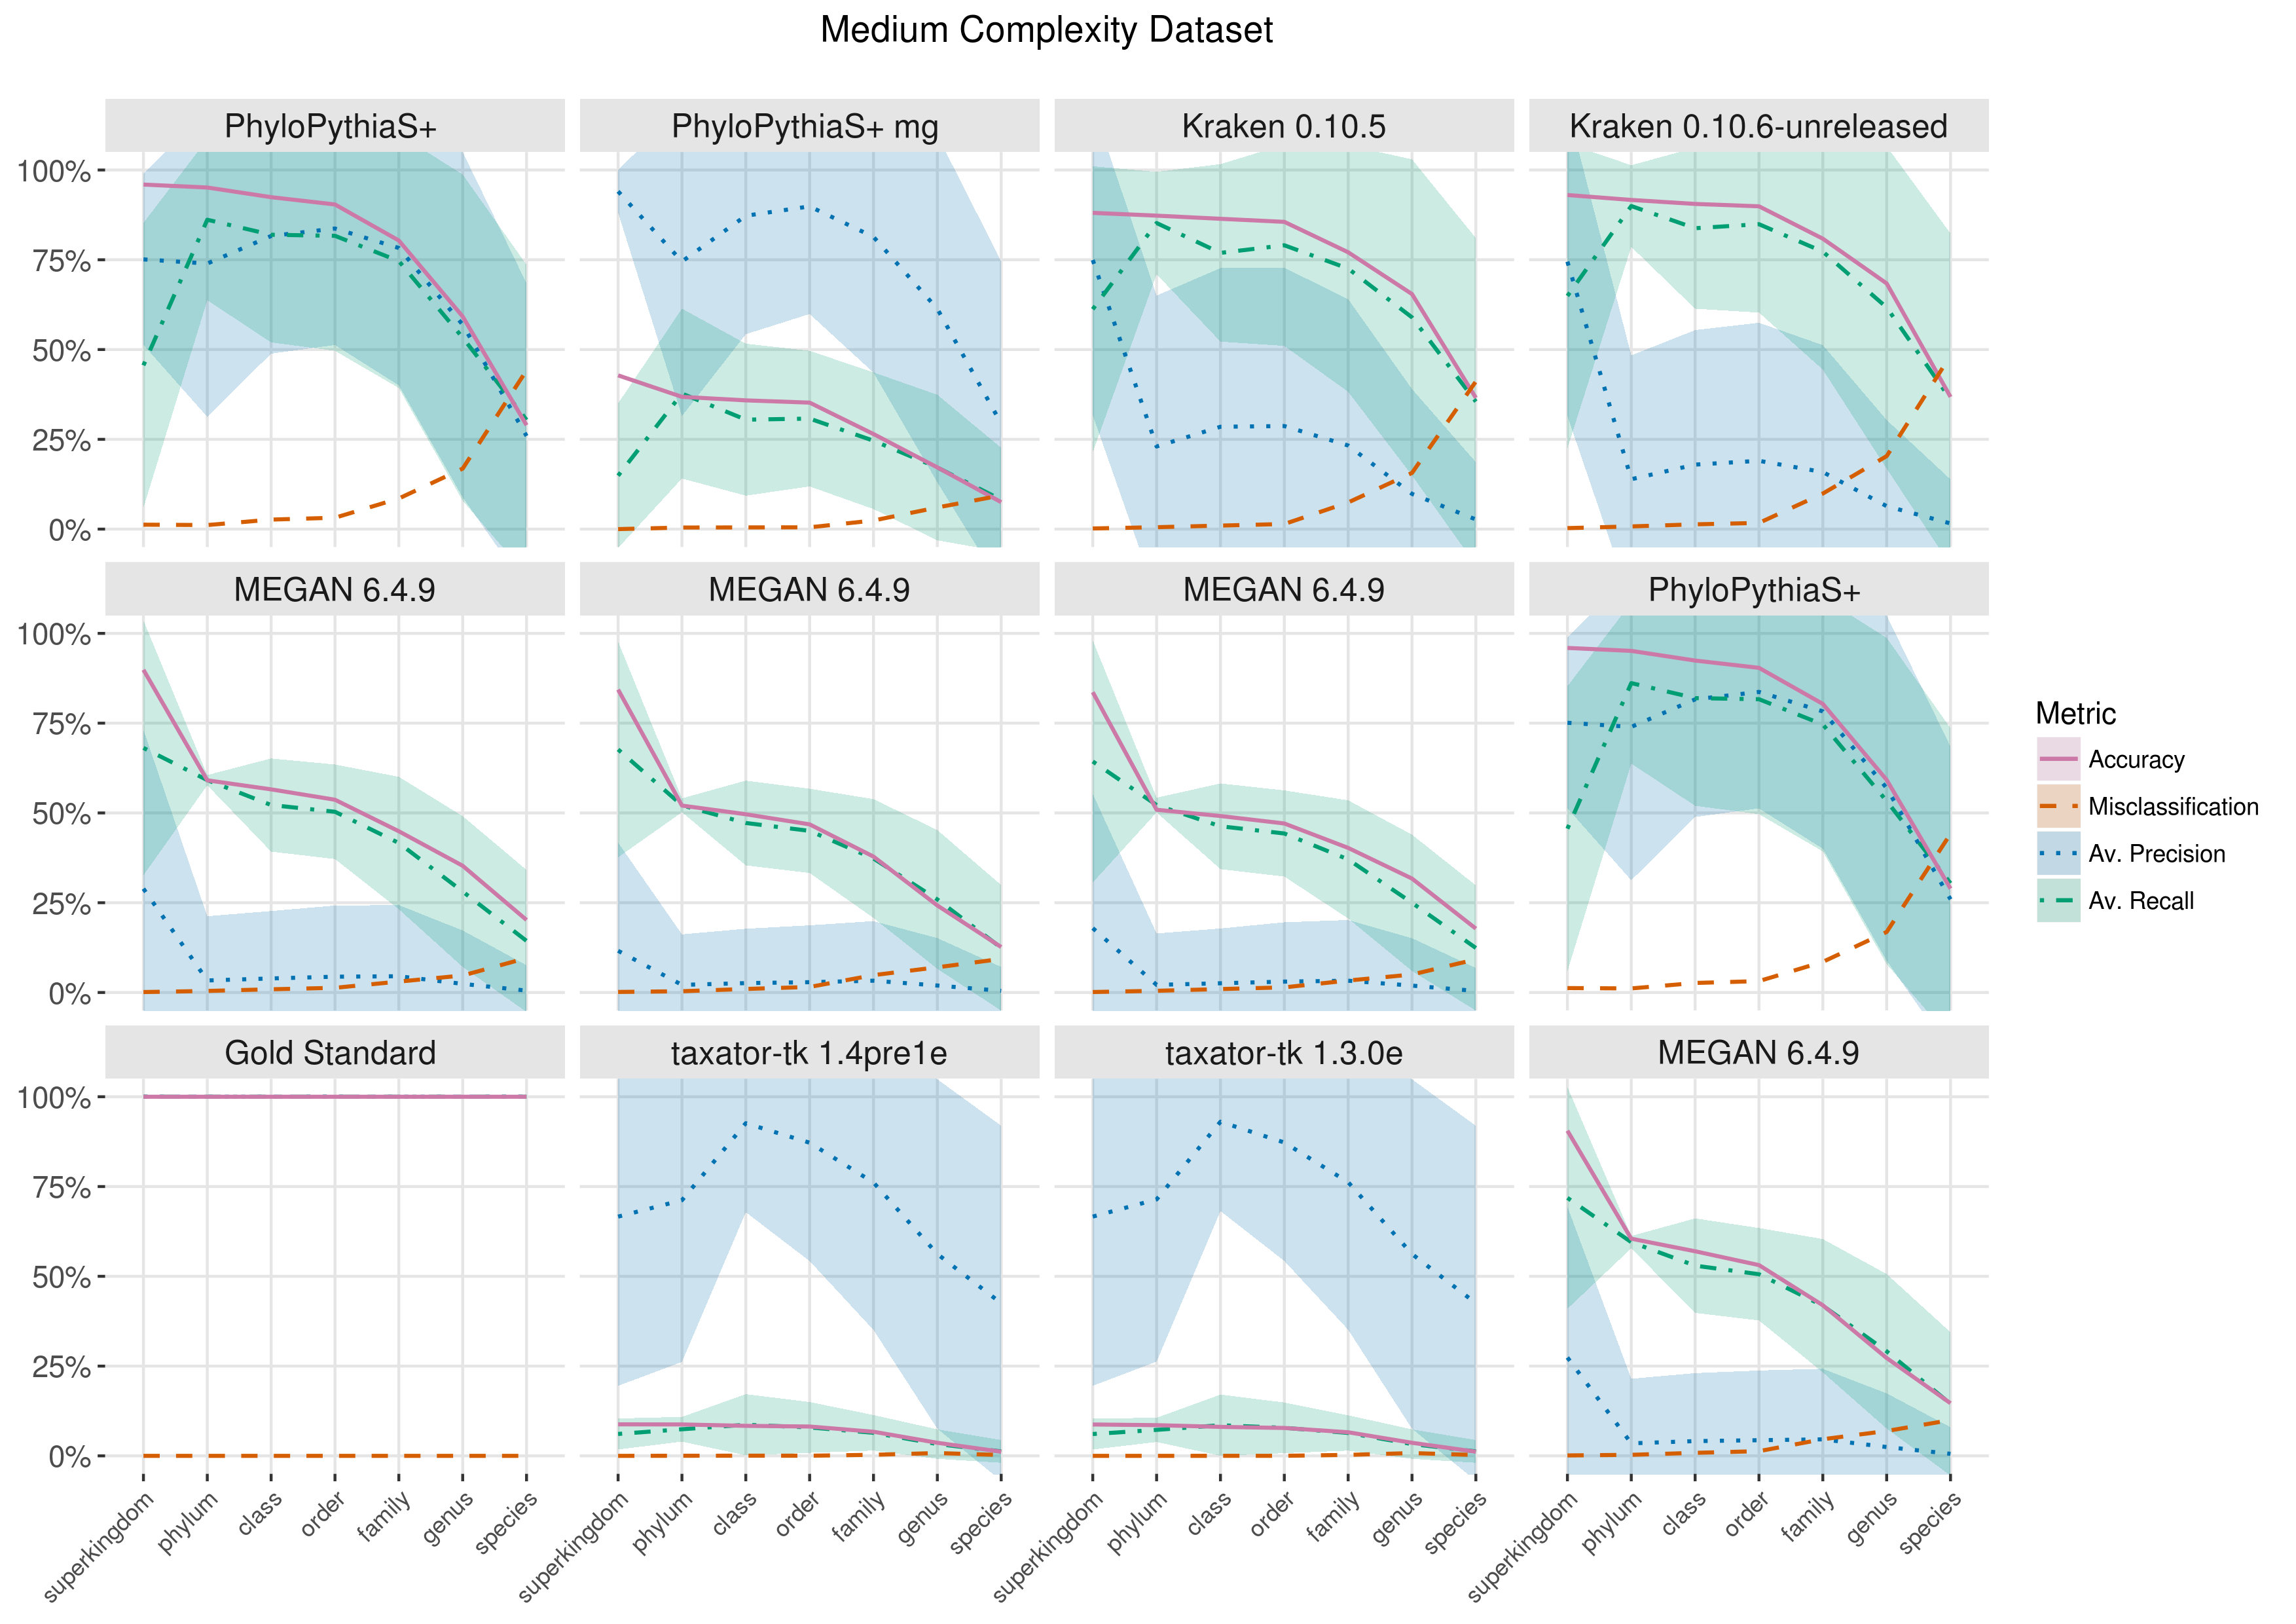 Medium Complexity Dataset
PhyloPythiaS+
PhyloPythiaS+ mg
Kraken 0.10.5
Kraken 0.10.6-unreleased
100%
75%
50%
25%
0%
MEGAN 6.4.9
MEGAN 6.4.9
MEGAN 6.4.9
PhyloPythiaS+
100%
75%
50%
25%
0%
Gold Standard
taxator-tk 1.4pre1e
taxator-tk 1.3.0e
MEGAN 6.4.9
100%
75%
50%
25%
0%
superkingdom
phylum
class
order
family
genus
species
superkingdom
phylum
class
order
family
genus
species
superkingdom
phylum
class
order
family
genus
species
superkingdom
phylum
class
order
family
genus
species
Metric
Accuracy
Misclassification
Av. Precision
Av. Recall